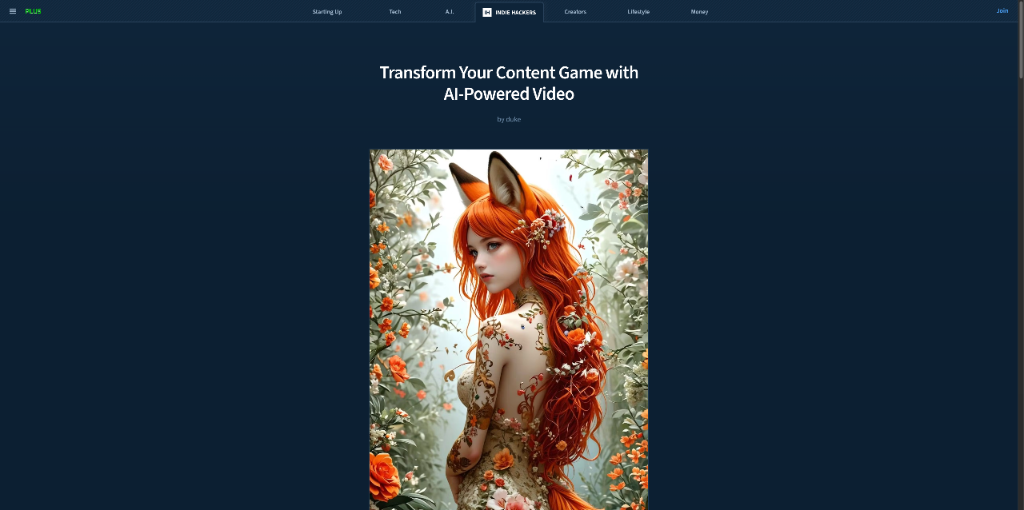 PLUS
Starting Up
Tech
A.I.
IH INDIE HACKERS
Creators
Lifestyle
Money
Join
Transform Your Content Game with
AI-Powered Video
by duke